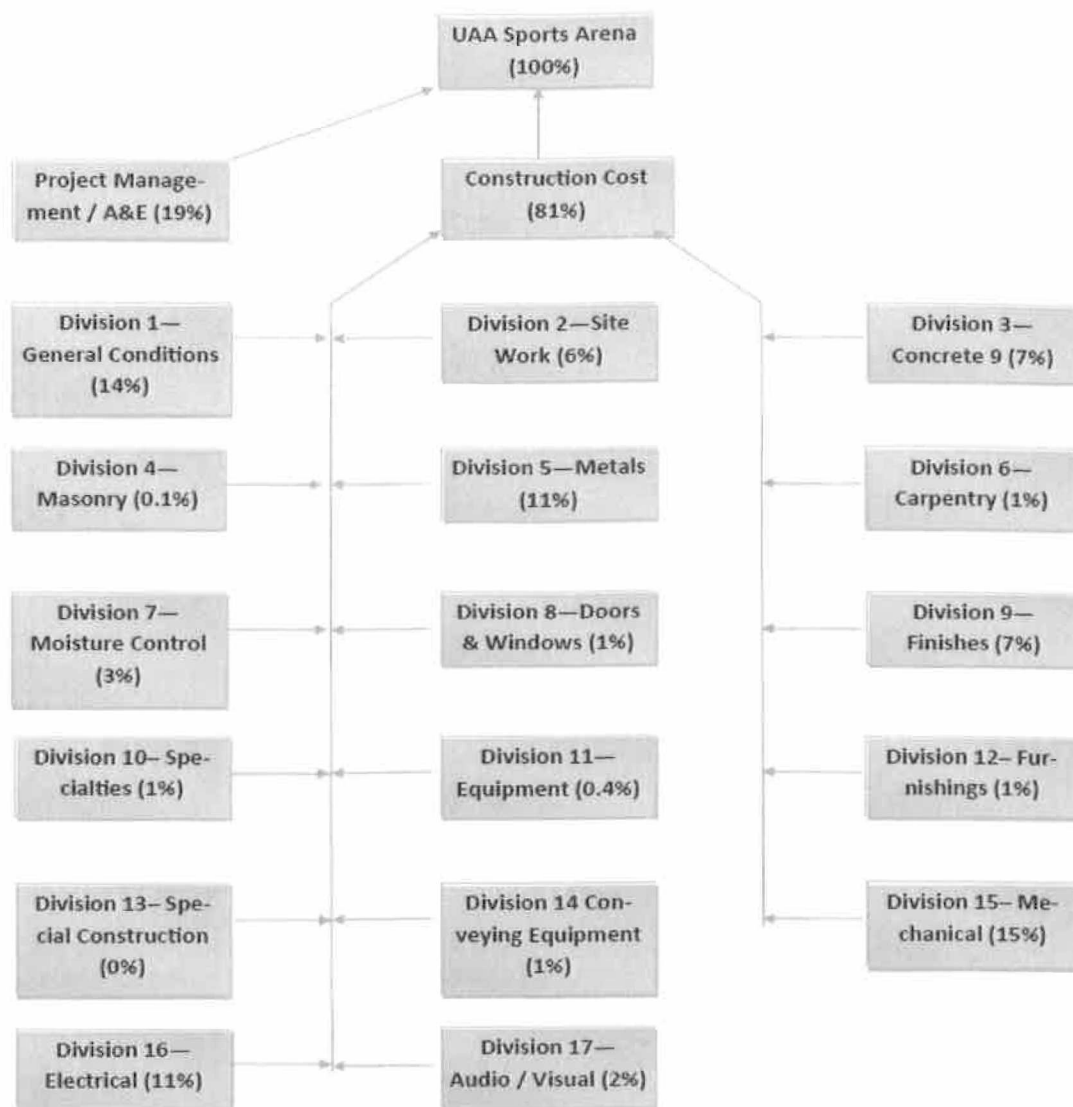 UAA Sports Arena
(100%)
Project Manage-
ment / A&E (19%)
Construction Cost
(81%)
Division 1—
General Conditions
(14%)
Division 2—Site
Work (6%)
Division 3—
Concrete 9 (7%)
Division 4—
Masonry (0.1%)
Division 5—Metals
(11%)
Division 6—
Carpentry (1%)
Division 7—
Moisture Control
(3%)
Division 8—Doors
& Windows (1%)
Division 9—
Finishes (7%)
Division 10– Spe-
cialties (1%)
Division 11—
Equipment (0.4%)
Division 12– Fur-
nishings (1%)
Division 13– Spe-
cial Construction
(0%)
Division 14 Con-
veying Equipment
(1%)
Division 15– Me-
chanical (15%)
Division 16—
Electrical (11%)
Division 17—
Audio / Visual (2%)